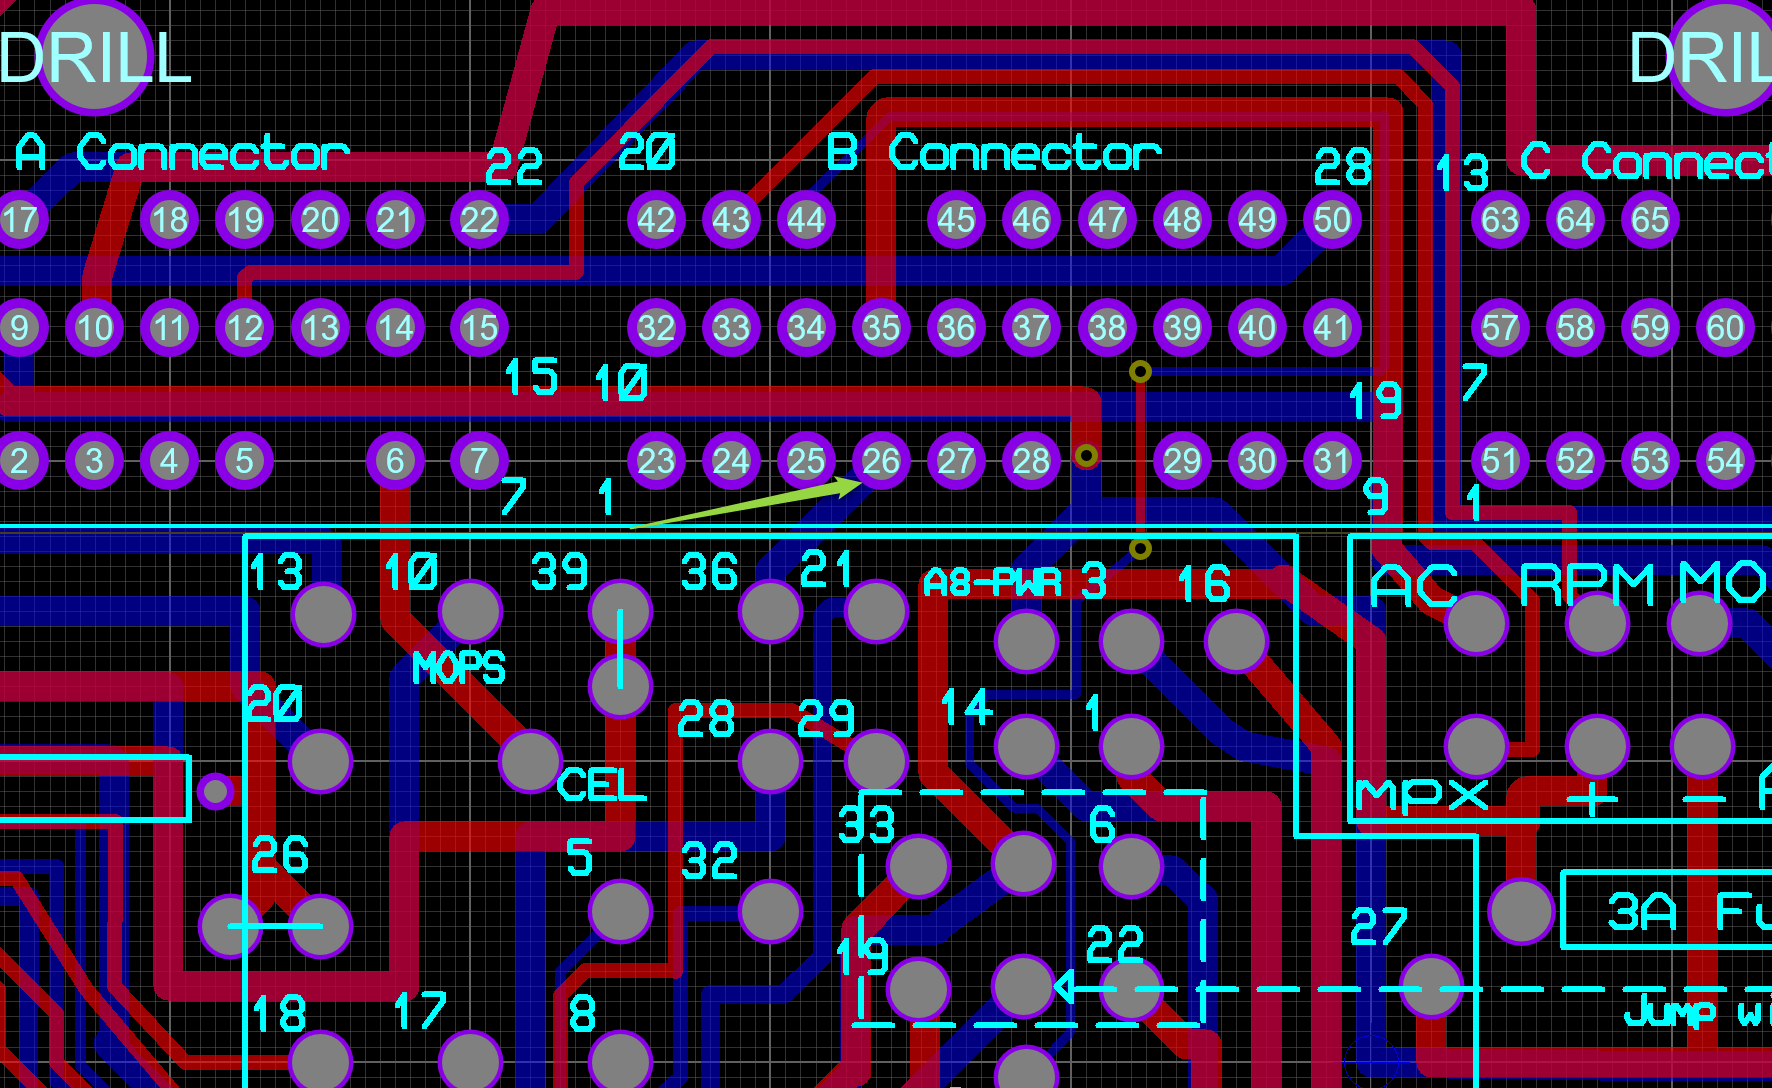 DRILL DRIL
A Connector 22 20 B Connector 28 13 C Connect
17 18 19 20 21 22 42 43 44 45 46 47 48 49 50 63 64 65
9 10 11 12 13 14 15 32 33 34 35 36 37 38 39 40 41 57 58 59 60
15 10 19 7
2 3 4 5 6 7 23 24 25 26 27 28 29 30 31 51 52 53 54
7 1 9 1
13 10 39 36 21 A8-PWR 3 16 AC RPM MO
MOPS
20 28 29 14 1
CEL MPX + -
26 5 32 33 6
3A Fu
19 22 27
18 17 8 Jump wi